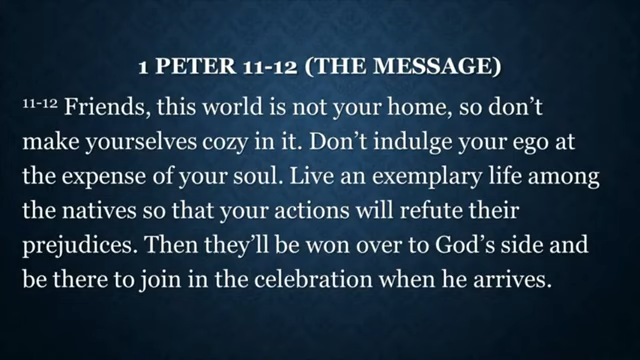 1 PETER 11-12 (THE MESSAGE)
11-12 Friends, this world is not your home, so don't
make yourselves cozy in it. Don't indulge your ego at
the expense of your soul. Live an exemplary life among
the natives so that your actions will refute their
prejudices. Then they'll be won over to God's side and
be there to join in the celebration when he arrives.